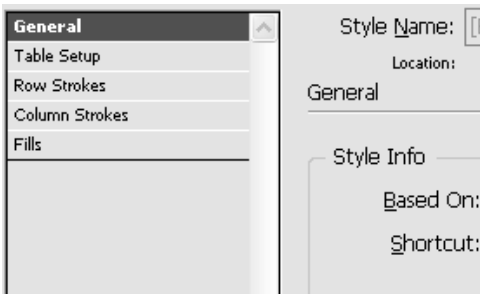 General
Table Setup
Row Strokes
Column Strokes
Fills
Style Name:
Location:
General
Style Info
Based On:
Shortcut: